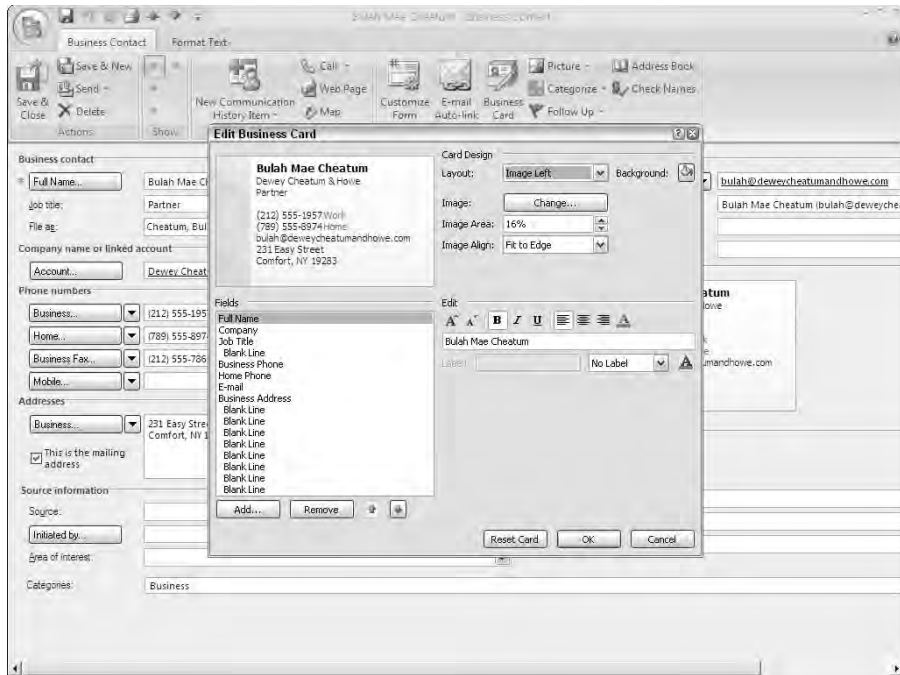 Bulah Mae Cheatum - Business Contact
Business Contact
Format Text
Save & Close
Save & New
Send
Delete
Actions
Show
New Communication History Item
Call
Web Page
Map
Customize Form
E-mail Auto-link
Business Card
Picture
Categorize
Follow Up
Address Book
Check Names
Edit Business Card
Business contact
Full Name...
Bulah Mae C
Job title:
Partner
File as:
Cheatum, Bul
Company name or linked account
Account...
Dewey Cheat
Phone numbers
Business...
(212) 555-195
Home...
(789) 555-897
Business Fax...
(212) 555-786
Mobile...
Addresses
Business...
231 Easy Stre
Comfort, NY 1
This is the mailing address
Source information
Source:
Initiated by...
Area of interest:
Categories:
Business
Bulah Mae Cheatum
Dewey Cheatum & Howe
Partner
(212) 555-1957 Work
(789) 555-8974 Home
bulah@deweycheatumandhowe.com
231 Easy Street
Comfort, NY 19283
Card Design
Layout:
Image Left
Background:
Image:
Change...
Image Area:
16%
Image Align:
Fit to Edge
Fields
Full Name
Company
Job Title
Blank Line
Business Phone
Home Phone
E-mail
Business Address
Blank Line
Blank Line
Blank Line
Blank Line
Blank Line
Blank Line
Blank Line
Blank Line
Add...
Remove
Edit
A A B I U A
Bulah Mae Cheatum
Label:
No Label
A
Reset Card
OK
Cancel
bulah@deweycheatumandhowe.com
Bulah Mae Cheatum (bulah@deweyche
atum
owe
umandhowe.com